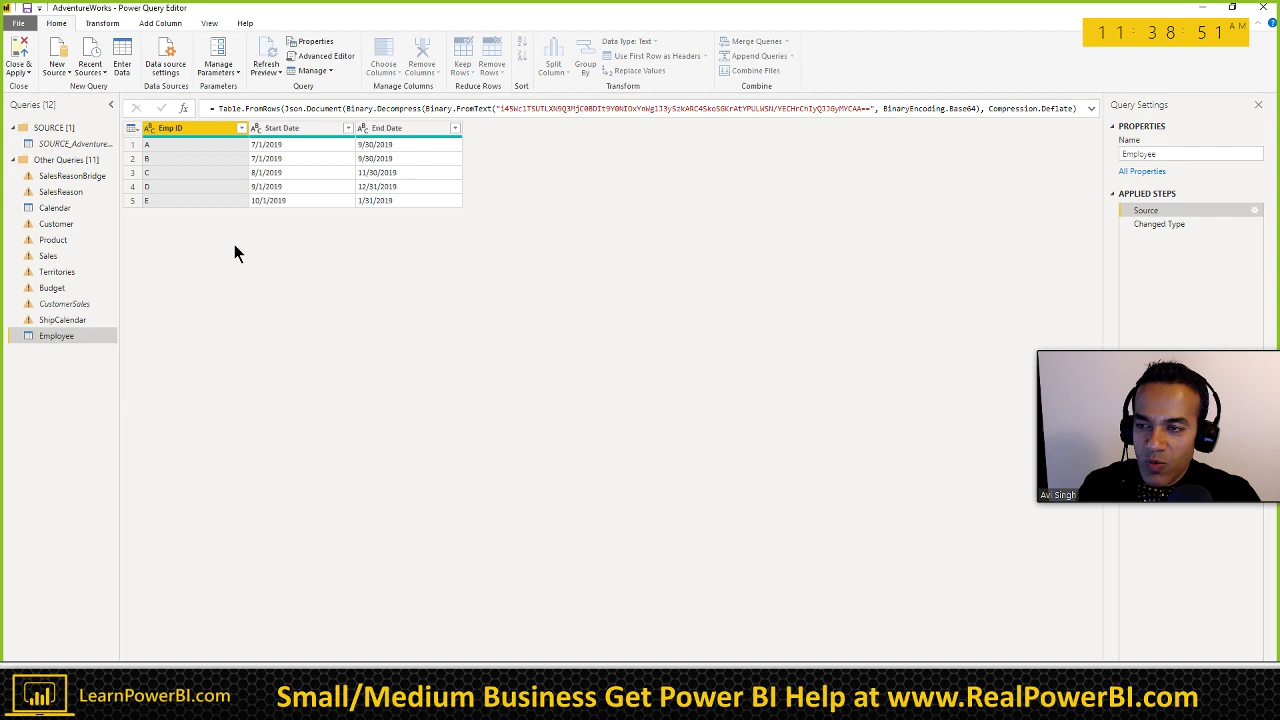 AdventureWorks - Power Query Editor
File Home Transform Add Column View Help
11:38:51 AM
Close & Apply
New Source
Recent Sources
Enter Data
Data source settings
Manage Parameters
Refresh Preview
Properties
Advanced Editor
Manage
Choose Columns
Remove Columns
Keep Rows
Remove Rows
Split Column
Group By
Data Type: Text
Use First Row as Headers
Replace Values
Merge Queries
Append Queries
Combine Files
Close
New Query
Data Sources
Parameters
Query
Manage Columns
Reduce Rows
Sort
Transform
Combine
Queries [12]
SOURCE [1]
SOURCE_Adventure...
Other Queries [11]
SalesReasonBridge
SalesReason
Calendar
Customer
Product
Sales
Territories
Budget
CustomerSales
ShipCalendar
Employee
Emp ID Start Date End Date
1 A 7/1/2019 9/30/2019
2 B 7/1/2019 9/30/2019
3 C 8/1/2019 11/30/2019
4 D 9/1/2019 12/31/2019
5 E 10/1/2019 1/31/2019
Query Settings
PROPERTIES
Name
Employee
All Properties
APPLIED STEPS
Source
Changed Type
Avi Singh
LearnPowerBI.com
Small/Medium Business Get Power BI Help at www.RealPowerBI.com